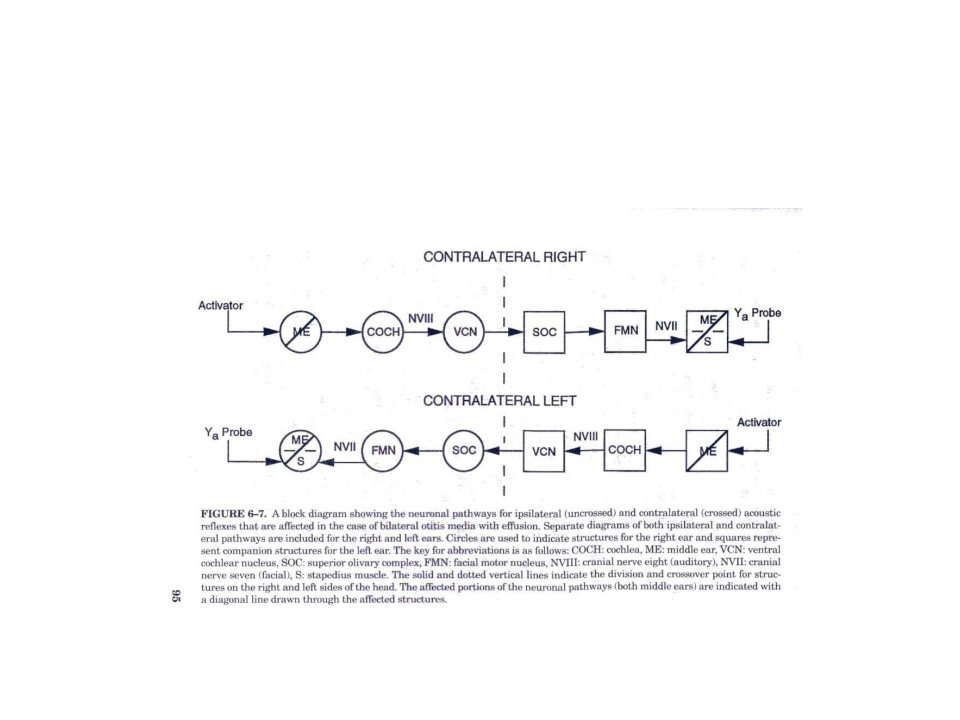 CONTRALATERAL RIGHT
Activator
ME
COCH
NVIII
VCN
SOC
FMN
NVII
ME
S
Ya Probe
CONTRALATERAL LEFT
Ya Probe
ME
S
NVII
FMN
SOC
VCN
NVIII
COCH
ME
Activator
FIGURE 6–7. A block diagram showing the neuronal pathways for ipsilateral (uncrossed) and contralateral (crossed) acoustic
reflexes that are affected in the case of bilateral otitis media with effusion. Separate diagrams of both ipsilateral and contralat-
eral pathways are included for the right and left ears. Circles are used to indicate structures for the right ear and squares repre-
sent companion structures for the left ear. The key for abbreviations is as follows: COCH: cochlea, ME: middle ear, VCN: ventral
cochlear nucleus, SOC: superior olivary complex, FMN: facial motor nucleus, NVIII: cranial nerve eight (auditory), NVII: cranial
nerve seven (facial), S: stapedius muscle. The solid and dotted vertical lines indicate the division and crossover point for struc-
tures on the right and left sides of the head. The affected portions of the neuronal pathways (both middle ears) are indicated with
a diagonal line drawn through the affected structures.
95